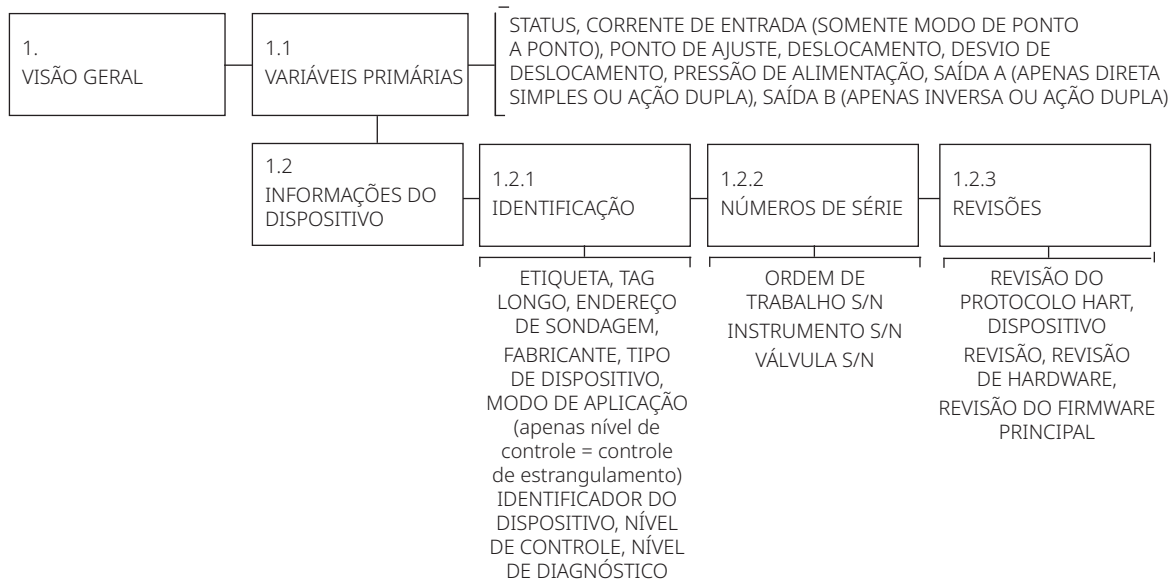 1.
VISÃO GERAL
1.1
VARIÁVEIS PRIMÁRIAS
STATUS, CORRENTE DE ENTRADA (SOMENTE MODO DE PONTO
A PONTO), PONTO DE AJUSTE, DESLOCAMENTO, DESVIO DE
DESLOCAMENTO, PRESSÃO DE ALIMENTAÇÃO, SAÍDA A (APENAS DIRETA
SIMPLES OU AÇÃO DUPLA), SAÍDA B (APENAS INVERSA OU AÇÃO DUPLA)
1.2
INFORMAÇÕES DO
DISPOSITIVO
1.2.1
IDENTIFICAÇÃO
1.2.2
NÚMEROS DE SÉRIE
1.2.3
REVISÕES
ETIQUETA, TAG
LONGO, ENDEREÇO
DE SONDAGEM,
FABRICANTE, TIPO
DE DISPOSITIVO,
MODO DE APLICAÇÃO
(apenas nível de
controle = controle
de estrangulamento)
IDENTIFICADOR DO
DISPOSITIVO, NÍVEL
DE CONTROLE, NÍVEL
DE DIAGNÓSTICO
ORDEM DE
TRABALHO S/N
INSTRUMENTO S/N
VÁLVULA S/N
REVISÃO DO
PROTOCOLO HART,
DISPOSITIVO
REVISÃO, REVISÃO
DE HARDWARE,
REVISÃO DO FIRMWARE
PRINCIPAL